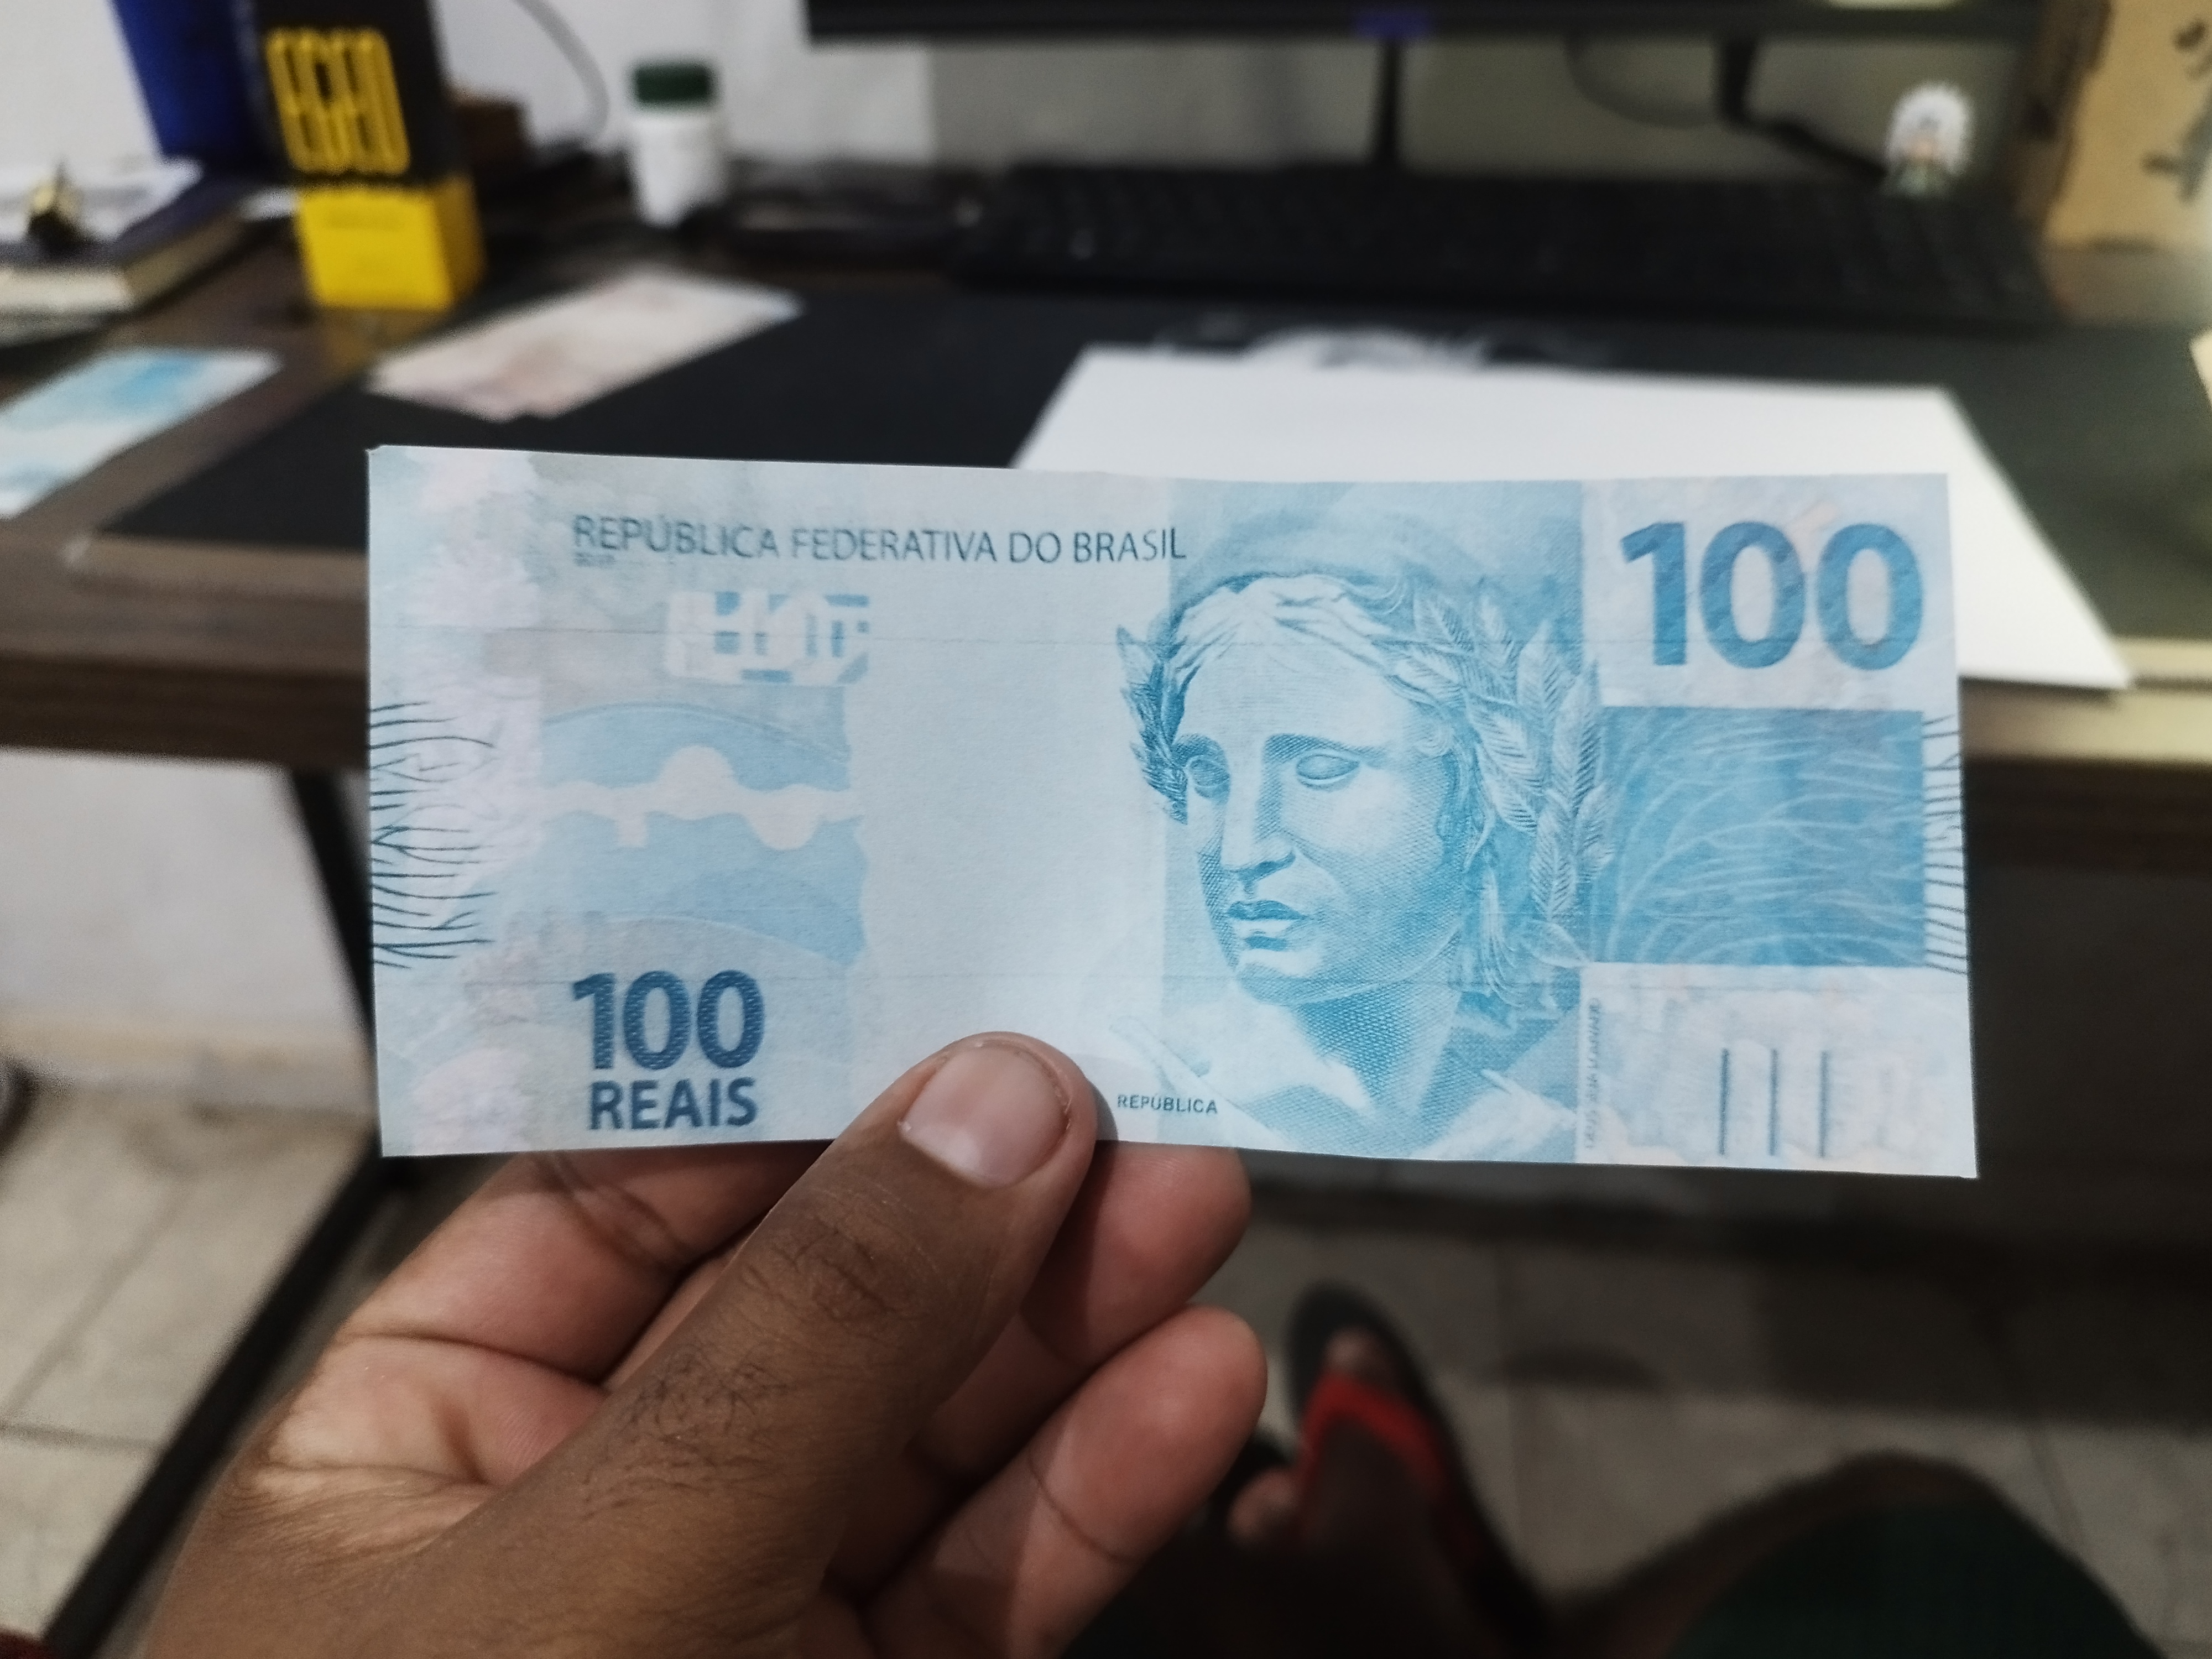 REPÚBLICA FEDERATIVA DO BRASIL
100
100
REAIS
REPÚBLICA